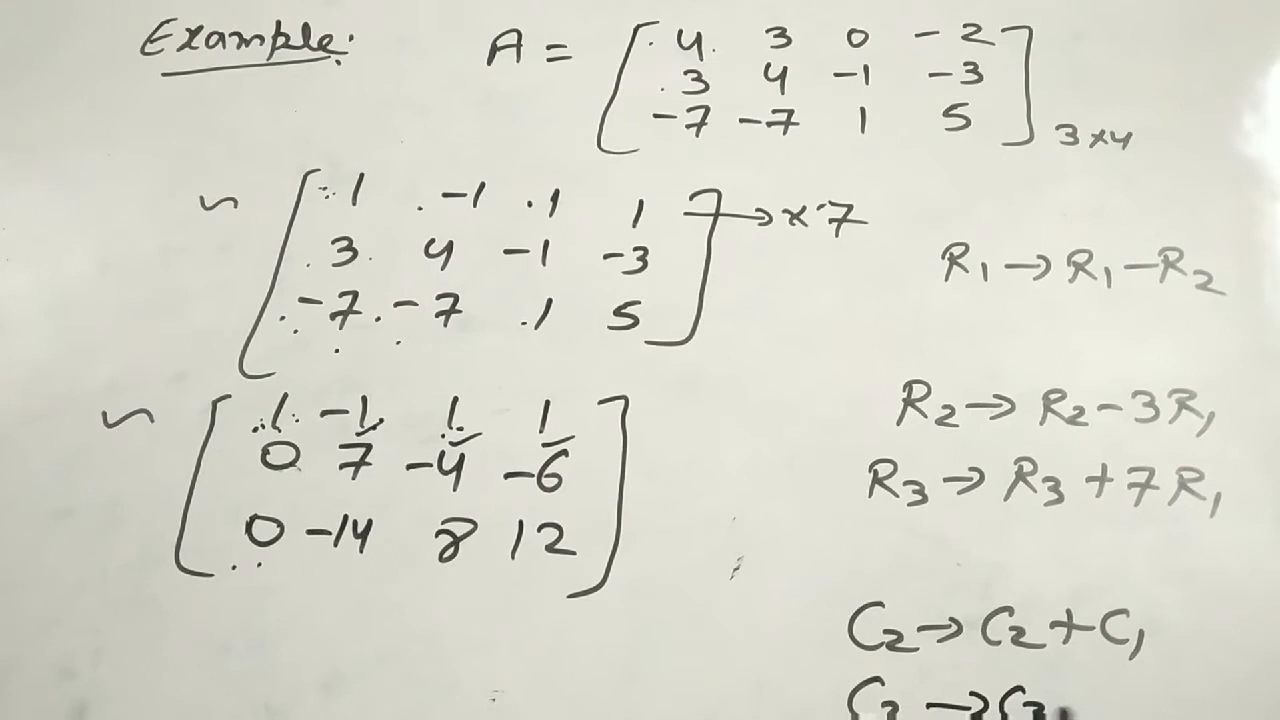 Example: A = [ 4 3 0 -2
3 4 -1 -3
-7 -7 1 5 ] 3×4
~ [ 1 -1 1 1 → ×7
3 4 -1 -3
R₁ → R₁ - R₂
-7 -7 1 5 ]
~ [ 1 -1 1 1
R₂ → R₂ - 3R₁
0 7 -4 -6
R₃ → R₃ + 7R₁
0 -14 8 12 ]
C₂ → C₂ + C₁
C₃ → C₃